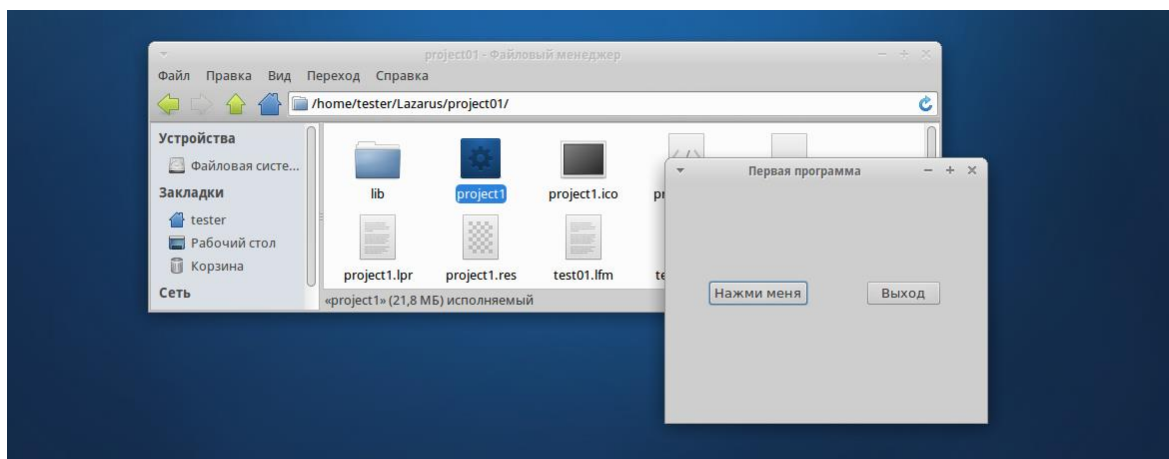 project01 - Файловый менеджер
Файл Правка Вид Переход Справка
/home/tester/Lazarus/project01/
Устройства
Файловая систе...
Закладки
tester
Рабочий стол
Корзина
Сеть
lib
project1
project1.ico
project1.lpr
project1.res
test01.lfm
«project1» (21,8 МБ) исполняемый
Первая программа
Нажми меня
Выход